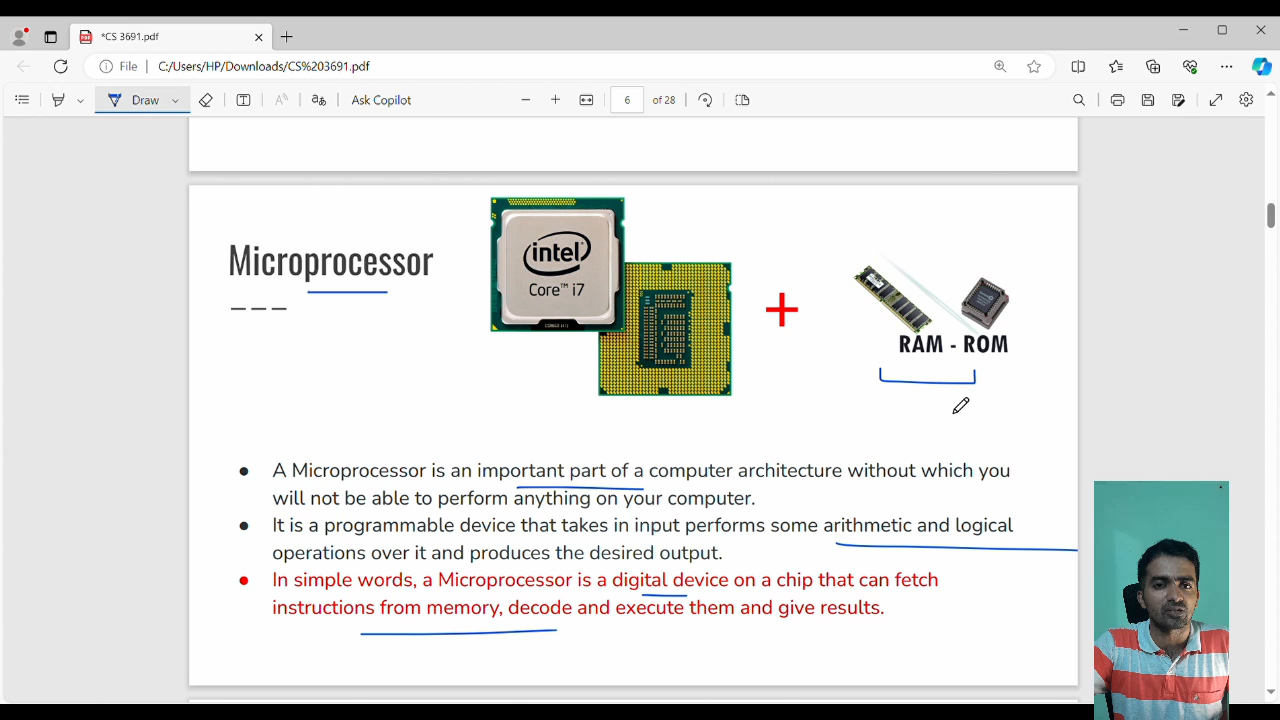 *CS 3691.pdf
File
C:/Users/HP/Downloads/CS%203691.pdf
Draw
Ask Copilot
6 of 28
Microprocessor
intel
Core™ i7
RAM - ROM
● A Microprocessor is an important part of a computer architecture without which you
will not be able to perform anything on your computer.
● It is a programmable device that takes in input performs some arithmetic and logical
operations over it and produces the desired output.
● In simple words, a Microprocessor is a digital device on a chip that can fetch
instructions from memory, decode and execute them and give results.